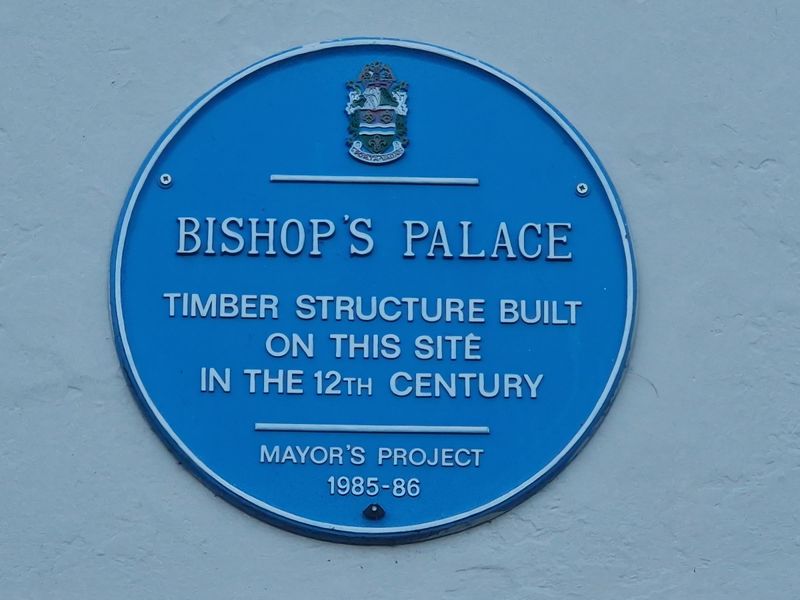 BISHOP'S PALACE
TIMBER STRUCTURE BUILT
ON THIS SITE
IN THE 12TH CENTURY
MAYOR'S PROJECT
1985-86